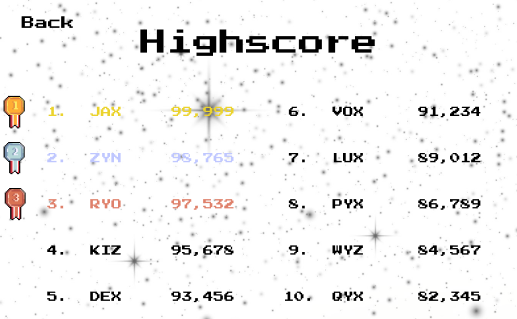 Back
Highscore
1. JAX 99,999
2. ZYN 98,765
3. RYO 97,532
4. KIZ 95,678
5. DEX 93,456
6. VOX 91,234
7. LUX 89,012
8. PYX 86,789
9. WYZ 84,567
10. QYX 82,345